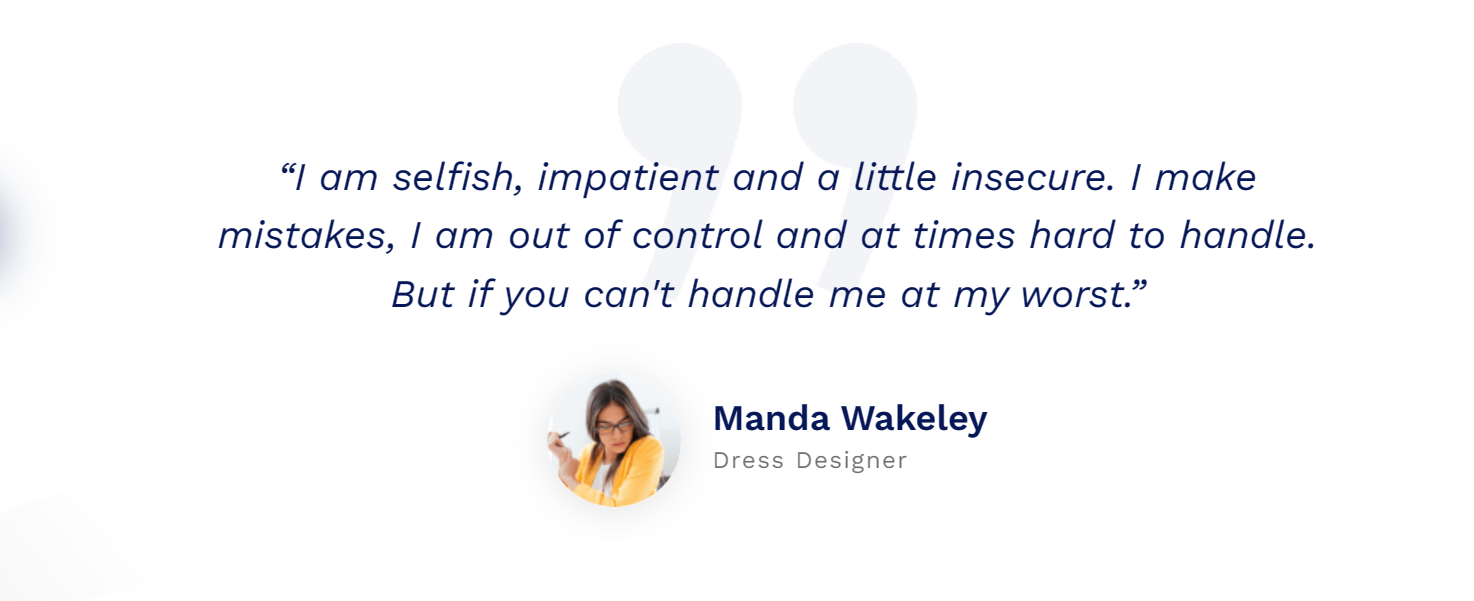 “I am selfish, impatient and a little insecure. I make
mistakes, I am out of control and at times hard to handle.
But if you can't handle me at my worst.”
Manda Wakeley
Dress Designer